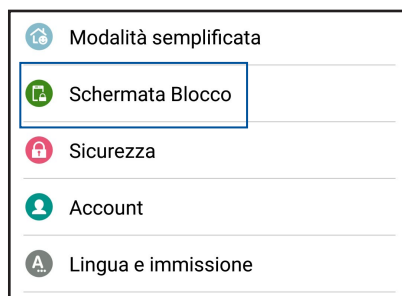 Modalità semplificata
Schermata Blocco
Sicurezza
Account
A
Lingua e immissione